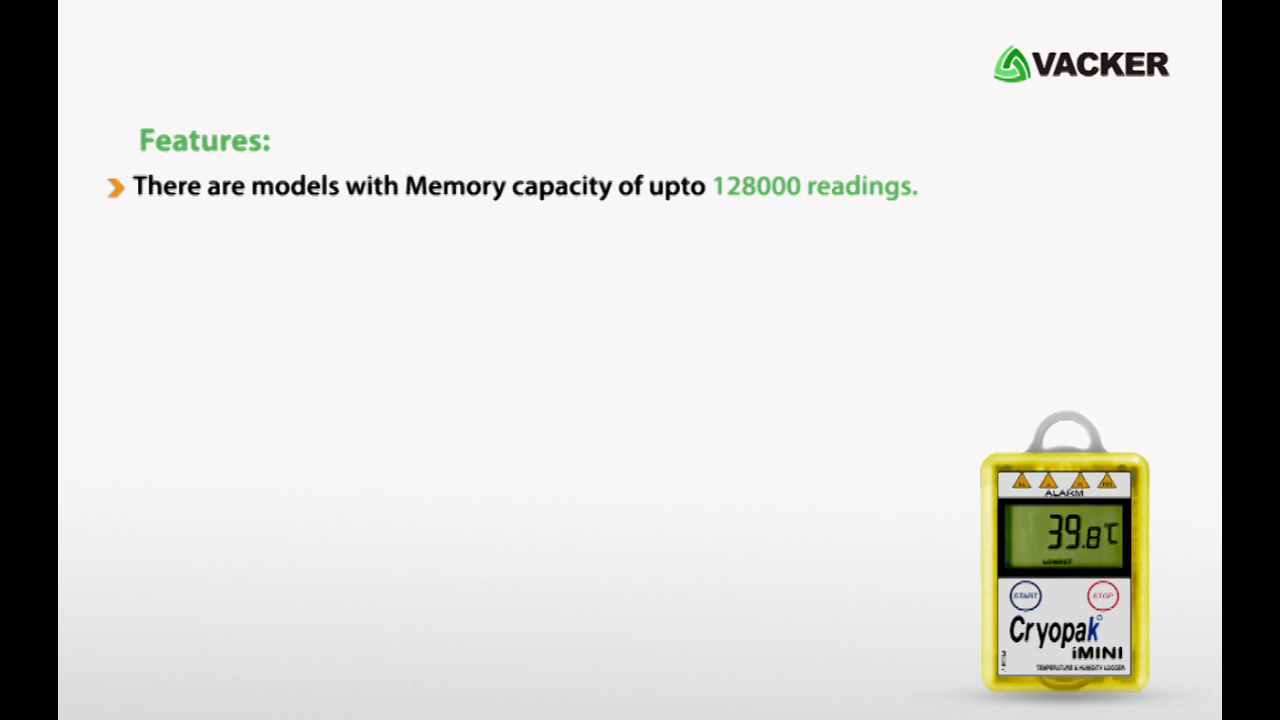 VACKER
Features:
There are models with Memory capacity of upto 128000 readings.
ALARM
39.8°C
LOWEST
START
STOP
Cryopak
iMINI
TEMPERATURE & HUMIDITY LOGGER